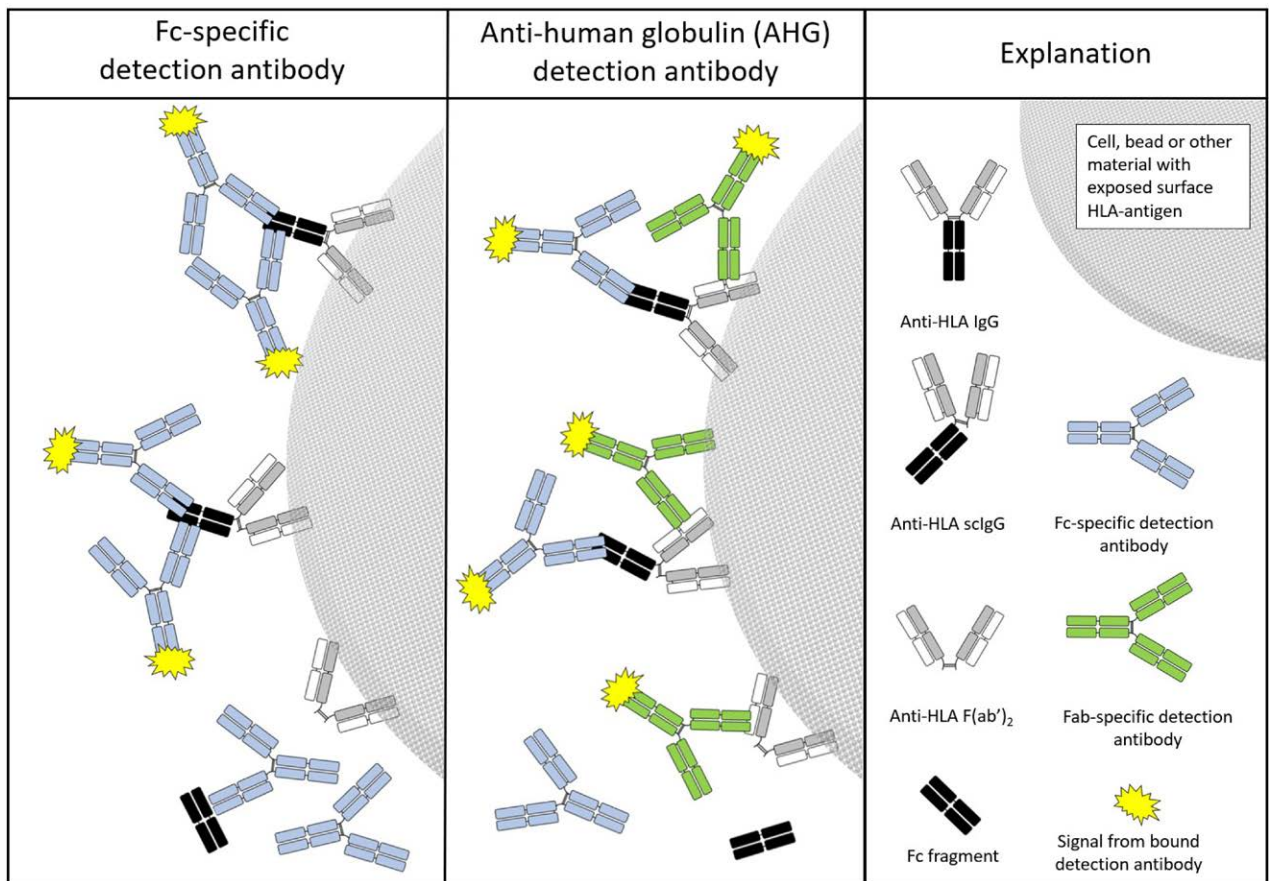 Fc-specific
detection antibody
Anti-human globulin (AHG)
detection antibody
Explanation
Cell, bead or other
material with
exposed surface
HLA-antigen
Anti-HLA IgG
Anti-HLA scIgG
Fc-specific detection
antibody
Anti-HLA F(ab’)2
Fab-specific detection
antibody
Fc fragment
Signal from bound
detection antibody